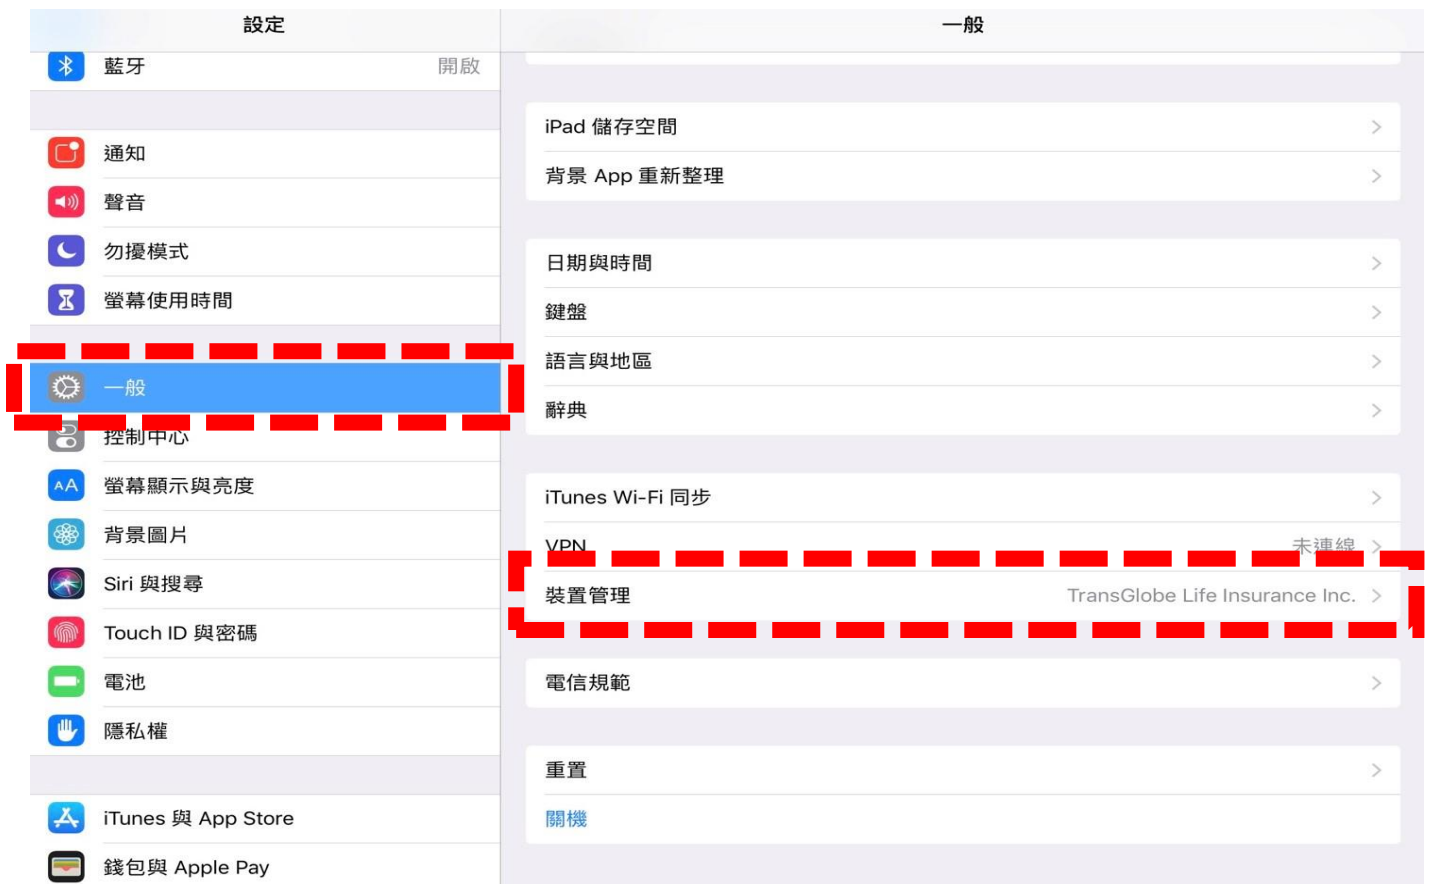 設定
藍牙 開啟
通知
聲音
勿擾模式
螢幕使用時間
一般
控制中心
AA 螢幕顯示與亮度
背景圖片
Siri 與搜尋
Touch ID 與密碼
電池
隱私權
iTunes 與 App Store
錢包與 Apple Pay
一般
iPad 儲存空間
背景 App 重新整理
日期與時間
鍵盤
語言與地區
辭典
iTunes Wi-Fi 同步
VPN 未連線
裝置管理 TransGlobe Life Insurance Inc.
電信規範
重置
關機